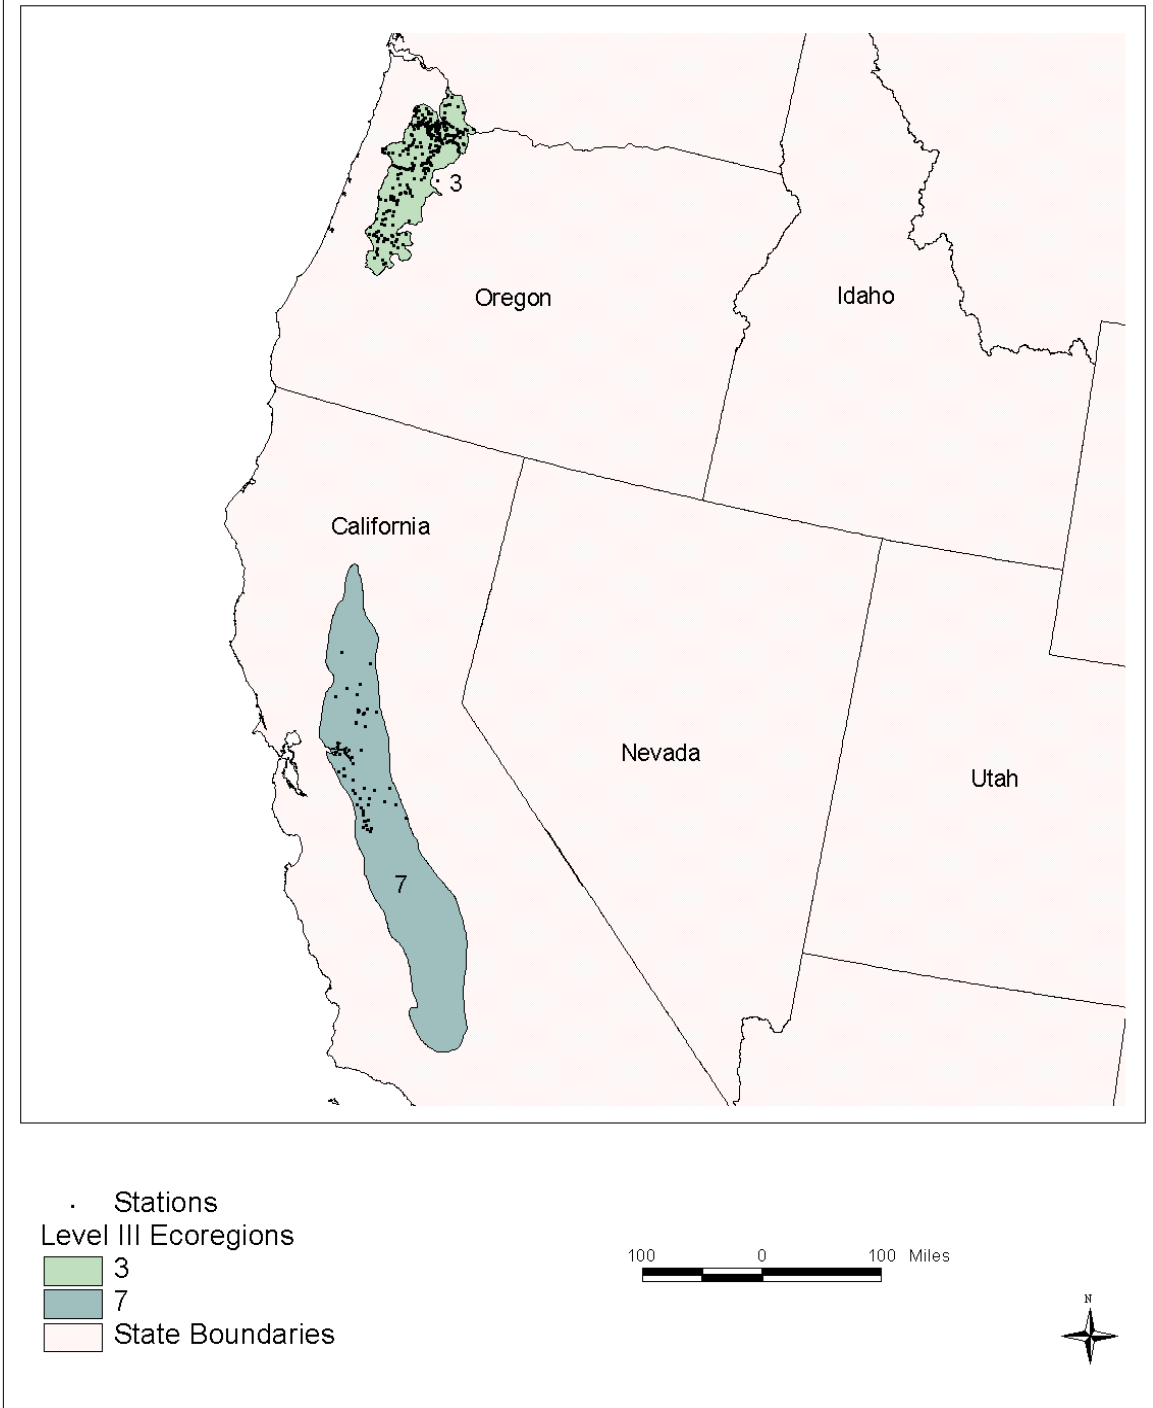 3
Oregon
Idaho
California
Nevada
Utah
7
Stations
Level III Ecoregions
3
7
State Boundaries
100 0 100 Miles
N